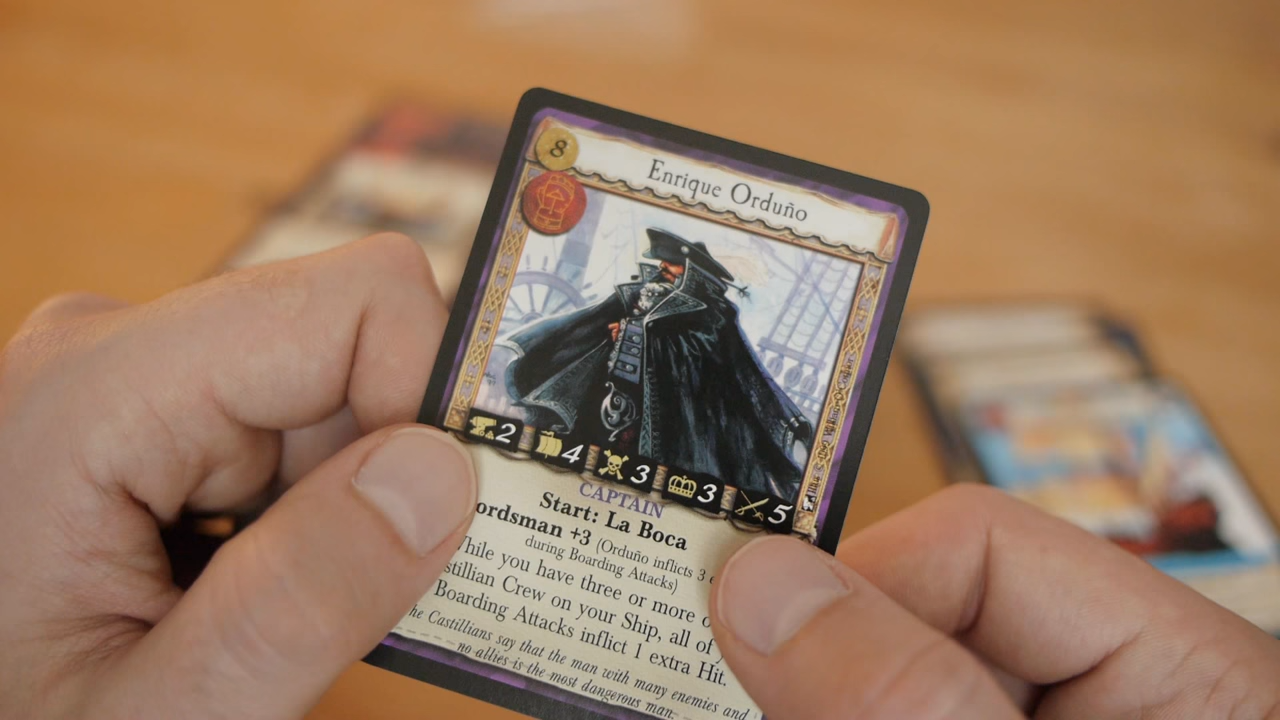 8
Enrique Orduño
2 4 3 3 5
CAPTAIN
Start: La Boca
ordsman +3 (Orduño inflicts 3
during Boarding Attacks)
While you have three or more
stillian Crew on your Ship, all of
Boarding Attacks inflict 1 extra Hit.
he Castillians say that the man with many enemies and
no allies is the most dangerous man.